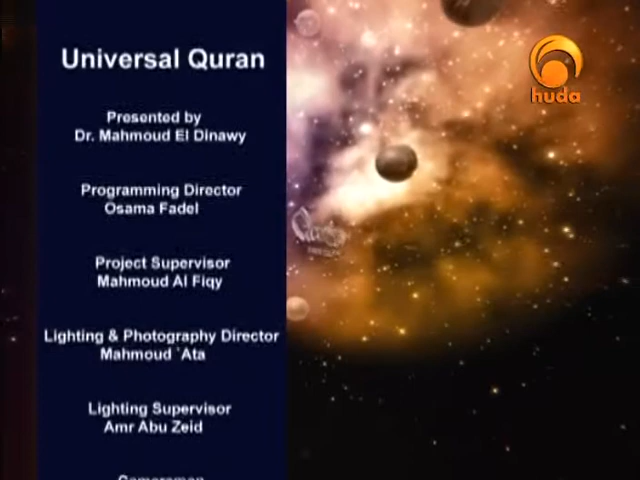 Universal Quran
Presented by
Dr. Mahmoud El Dinawy
Programming Director
Osama Fadel
Project Supervisor
Mahmoud Al Fiqy
Lighting & Photography Director
Mahmoud `Ata
Lighting Supervisor
Amr Abu Zeid
Cameraman
huda